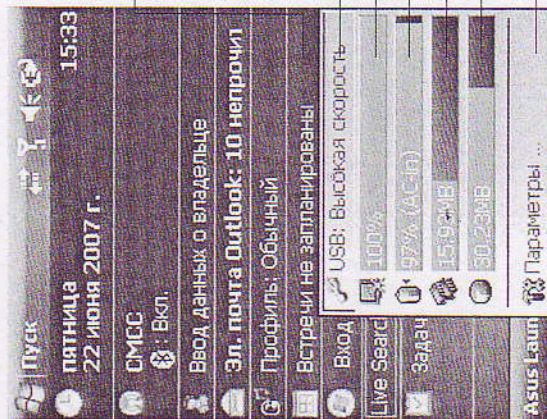 Пуск
пятница
22 июня 2007 г.
15:33
СМСС
: Вкл.
Ввод данных о владельце
Эл. почта Outlook: 10 непрочит
Профиль: Обычный
Встречи не запланированы
Вход
Live Searc
Задач
USB: Высокая скорость
100%
97% (AC-in)
15.94MB
30.23MB
Параметры ...
Asus Laun